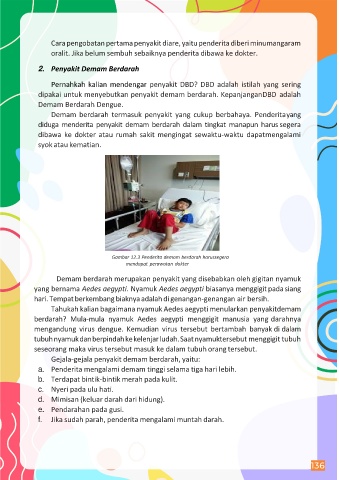 Cara pengobatan pertama penyakit diare, yaitu penderita diberi minumangaram
oralit. Jika belum sembuh sebaiknya penderita dibawa ke dokter.
2. Penyakit Demam Berdarah
Pernahkah kalian mendengar penyakit DBD? DBD adalah istilah yang sering
dipakai untuk menyebutkan penyakit demam berdarah. KepanjanganDBD adalah
Demam Berdarah Dengue.
Demam berdarah termasuk penyakit yang cukup berbahaya. Penderitayang
diduga menderita penyakit demam berdarah dalam tingkat manapun harus segera
dibawa ke dokter atau rumah sakit mengingat sewaktu-waktu dapatmengalami
syok atau kematian.
Gambar 12.3 Penderita demam berdarah harussegera
mendapat perawatan dokter
Demam berdarah merupakan penyakit yang disebabkan oleh gigitan nyamuk
yang bernama Aedes aegypti. Nyamuk Aedes aegypti biasanya menggigit pada siang
hari. Tempat berkembang biaknya adalah di genangan-genangan air bersih.
Tahukah kalian bagaimana nyamuk Aedes aegypti menularkan penyakitdemam
berdarah? Mula-mula nyamuk Aedes aegypti menggigit manusia yang darahnya
mengandung virus dengue. Kemudian virus tersebut bertambah banyak di dalam
tubuh nyamuk dan berpindah ke kelenjar ludah. Saat nyamuktersebut menggigit tubuh
seseorang maka virus tersebut masuk ke dalam tubuh orang tersebut.
Gejala-gejala penyakit demam berdarah, yaitu:
a. Penderita mengalami demam tinggi selama tiga hari lebih.
b. Terdapat bintik-bintik merah pada kulit.
c. Nyeri pada ulu hati.
d. Mimisan (keluar darah dari hidung).
e. Pendarahan pada gusi.
f. Jika sudah parah, penderita mengalami muntah darah.
136